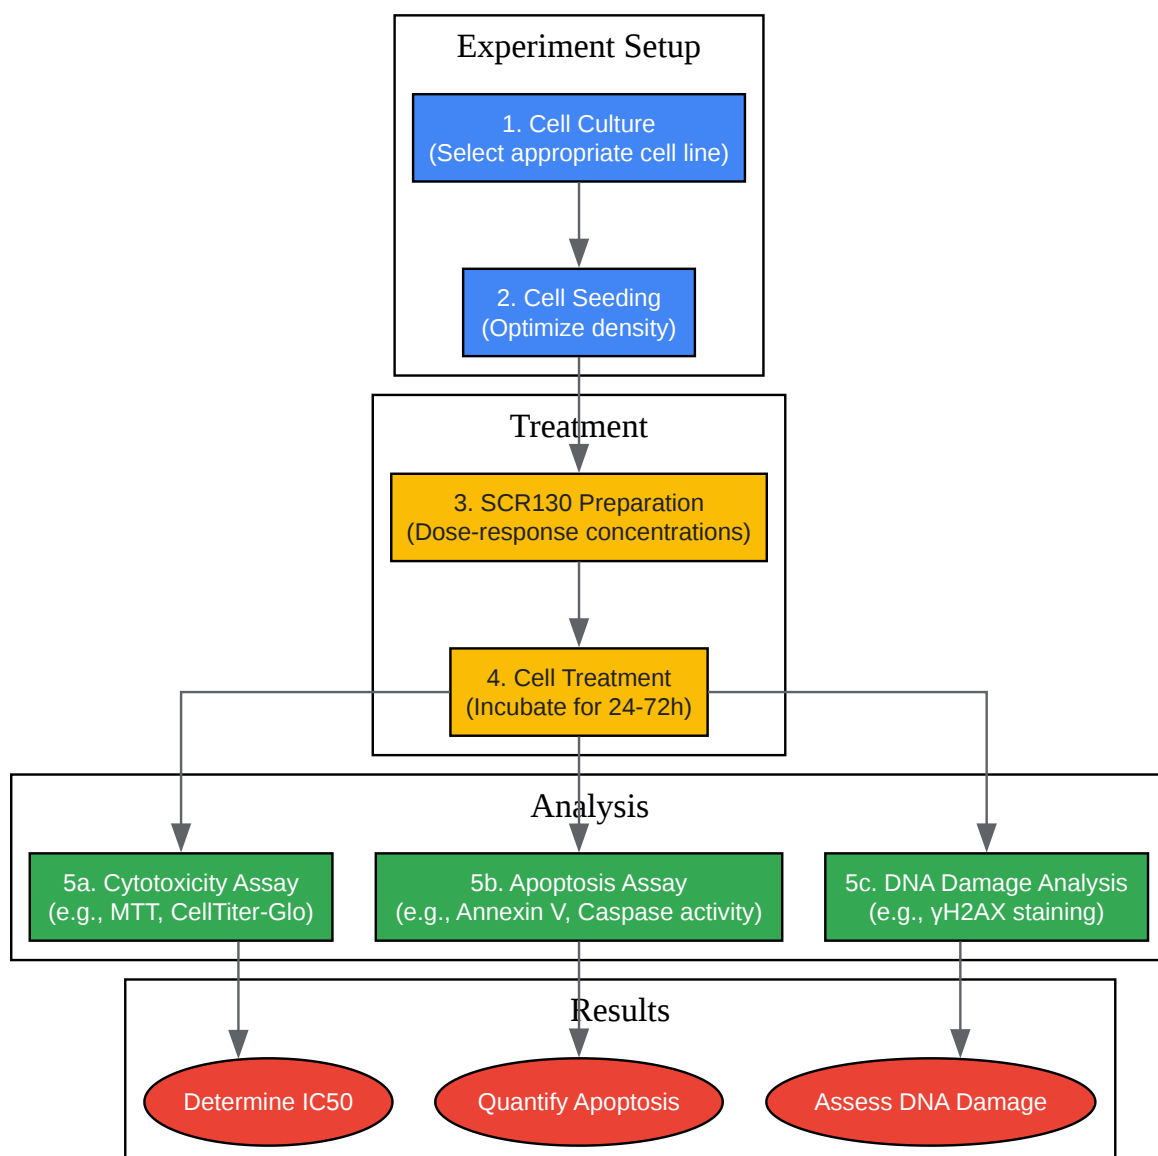 Experiment Setup
1. Cell Culture
(Select appropriate cell line)
2. Cell Seeding
(Optimize density)
Treatment
3. SCR130 Preparation
(Dose-response concentrations)
4. Cell Treatment
(Incubate for 24-72h)
Analysis
5a. Cytotoxicity Assay
(e.g., MTT, CellTiter-Glo)
5b. Apoptosis Assay
(e.g., Annexin V, Caspase activity)
5c. DNA Damage Analysis
(e.g., γH2AX staining)
Results
Determine IC50
Quantify Apoptosis
Assess DNA Damage